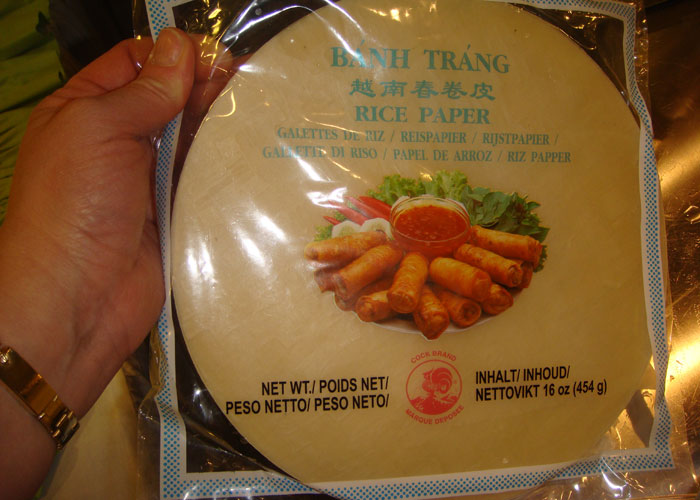 BÁNH TRÁNG
越南春卷皮
RICE PAPER
GALETTES DE RIZ / REISPAPIER / RIJSTPAPIER /
GALLETTE DI RISO / PAPEL DE ARROZ / RIZ PAPPER
COCK BRAND
MARQUE DEPOSEE
NET WT./ POIDS NET/
PESO NETTO/ PESO NETO/
INHALT/ INHOUD/
NETTOVIKT 16 oz (454 g)